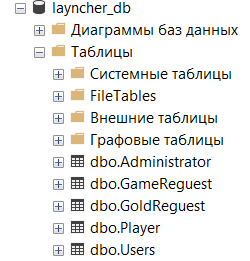 layncher_db
Диаграммы баз данных
Таблицы
Системные таблицы
FileTables
Внешние таблицы
Графовые таблицы
dbo.Administrator
dbo.GameReguest
dbo.GoldReguest
dbo.Player
dbo.Users